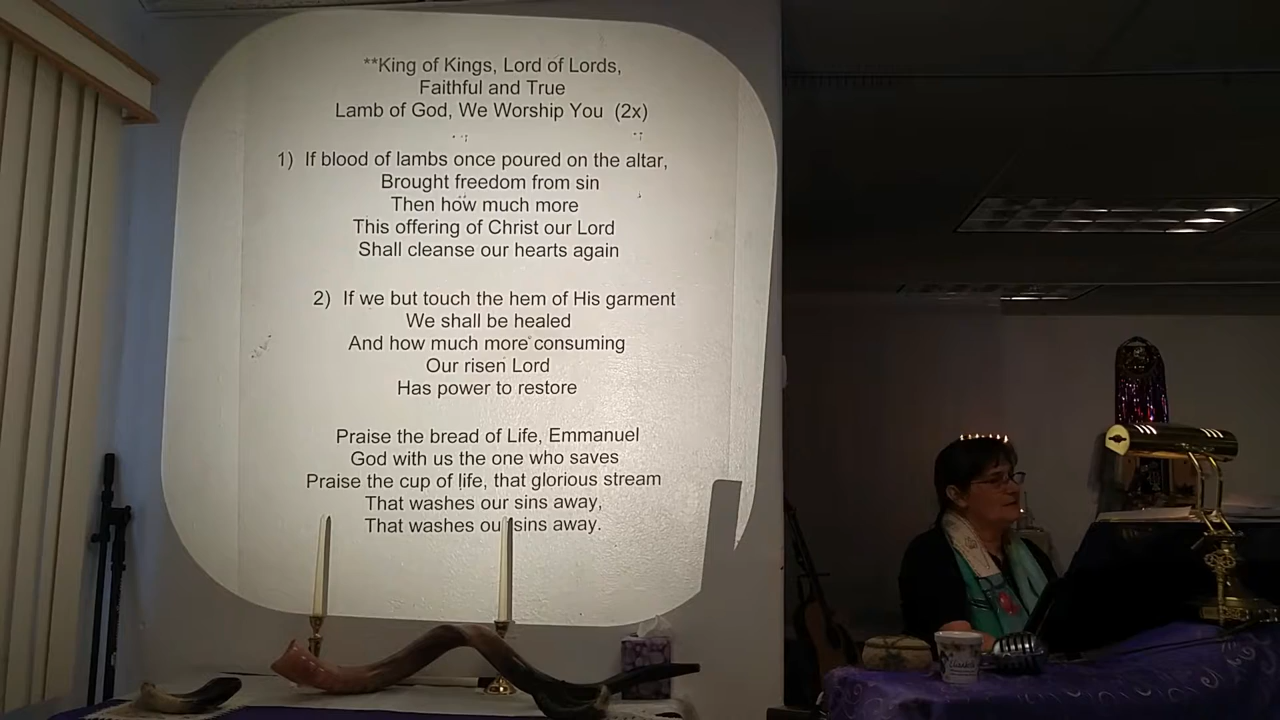 **King of Kings, Lord of Lords,
Faithful and True
Lamb of God, We Worship You (2x)
1) If blood of lambs once poured on the altar,
Brought freedom from sin
Then how much more
This offering of Christ our Lord
Shall cleanse our hearts again
2) If we but touch the hem of His garment
We shall be healed
And how much more consuming
Our risen Lord
Has power to restore
Praise the bread of Life, Emmanuel
God with us the one who saves
Praise the cup of life, that glorious stream
That washes our sins away,
That washes our sins away.